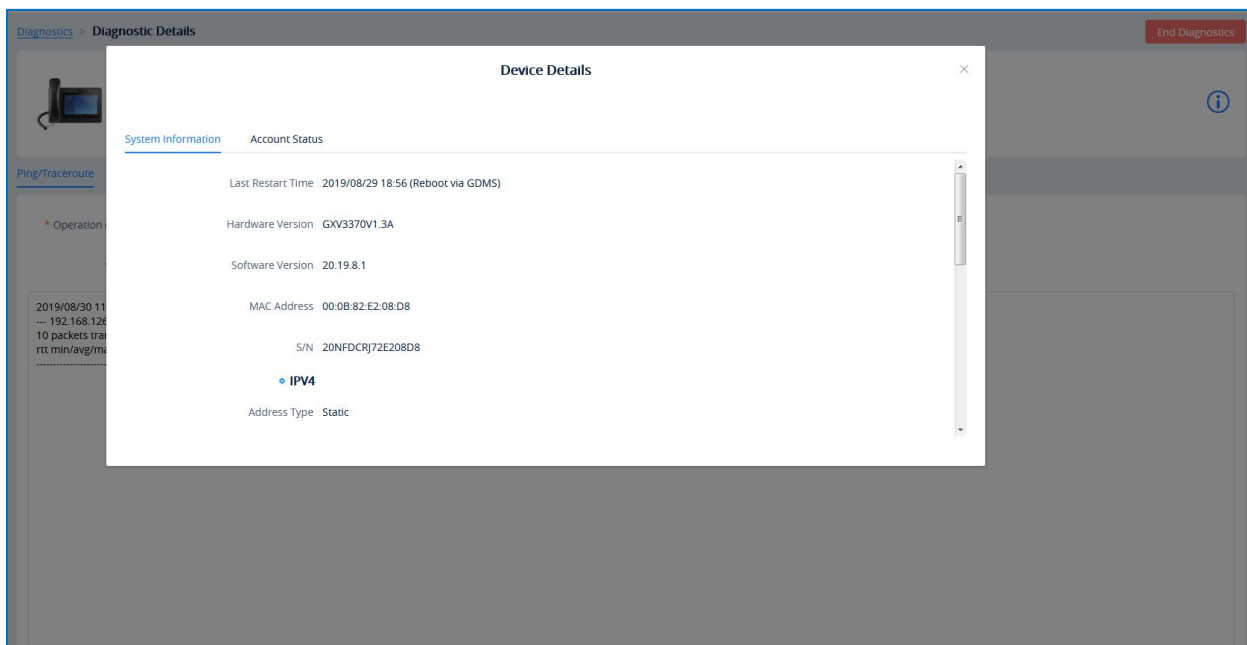 Diagnostics > Diagnostic Details
End Diagnostics
Device Details
System Information Account Status
Ping/Traceroute
Last Restart Time 2019/08/29 18:56 (Reboot via GDMS)
* Operation
Hardware Version GXV3370V1.3A
Software Version 20.19.8.1
MAC Address 00:0B:82:E2:08:D8
S/N 20NFDCRJ72E208D8
IPV4
Address Type Static
2019/08/30 11
--- 192.168.126
10 packets tra
rtt min/avg/ma